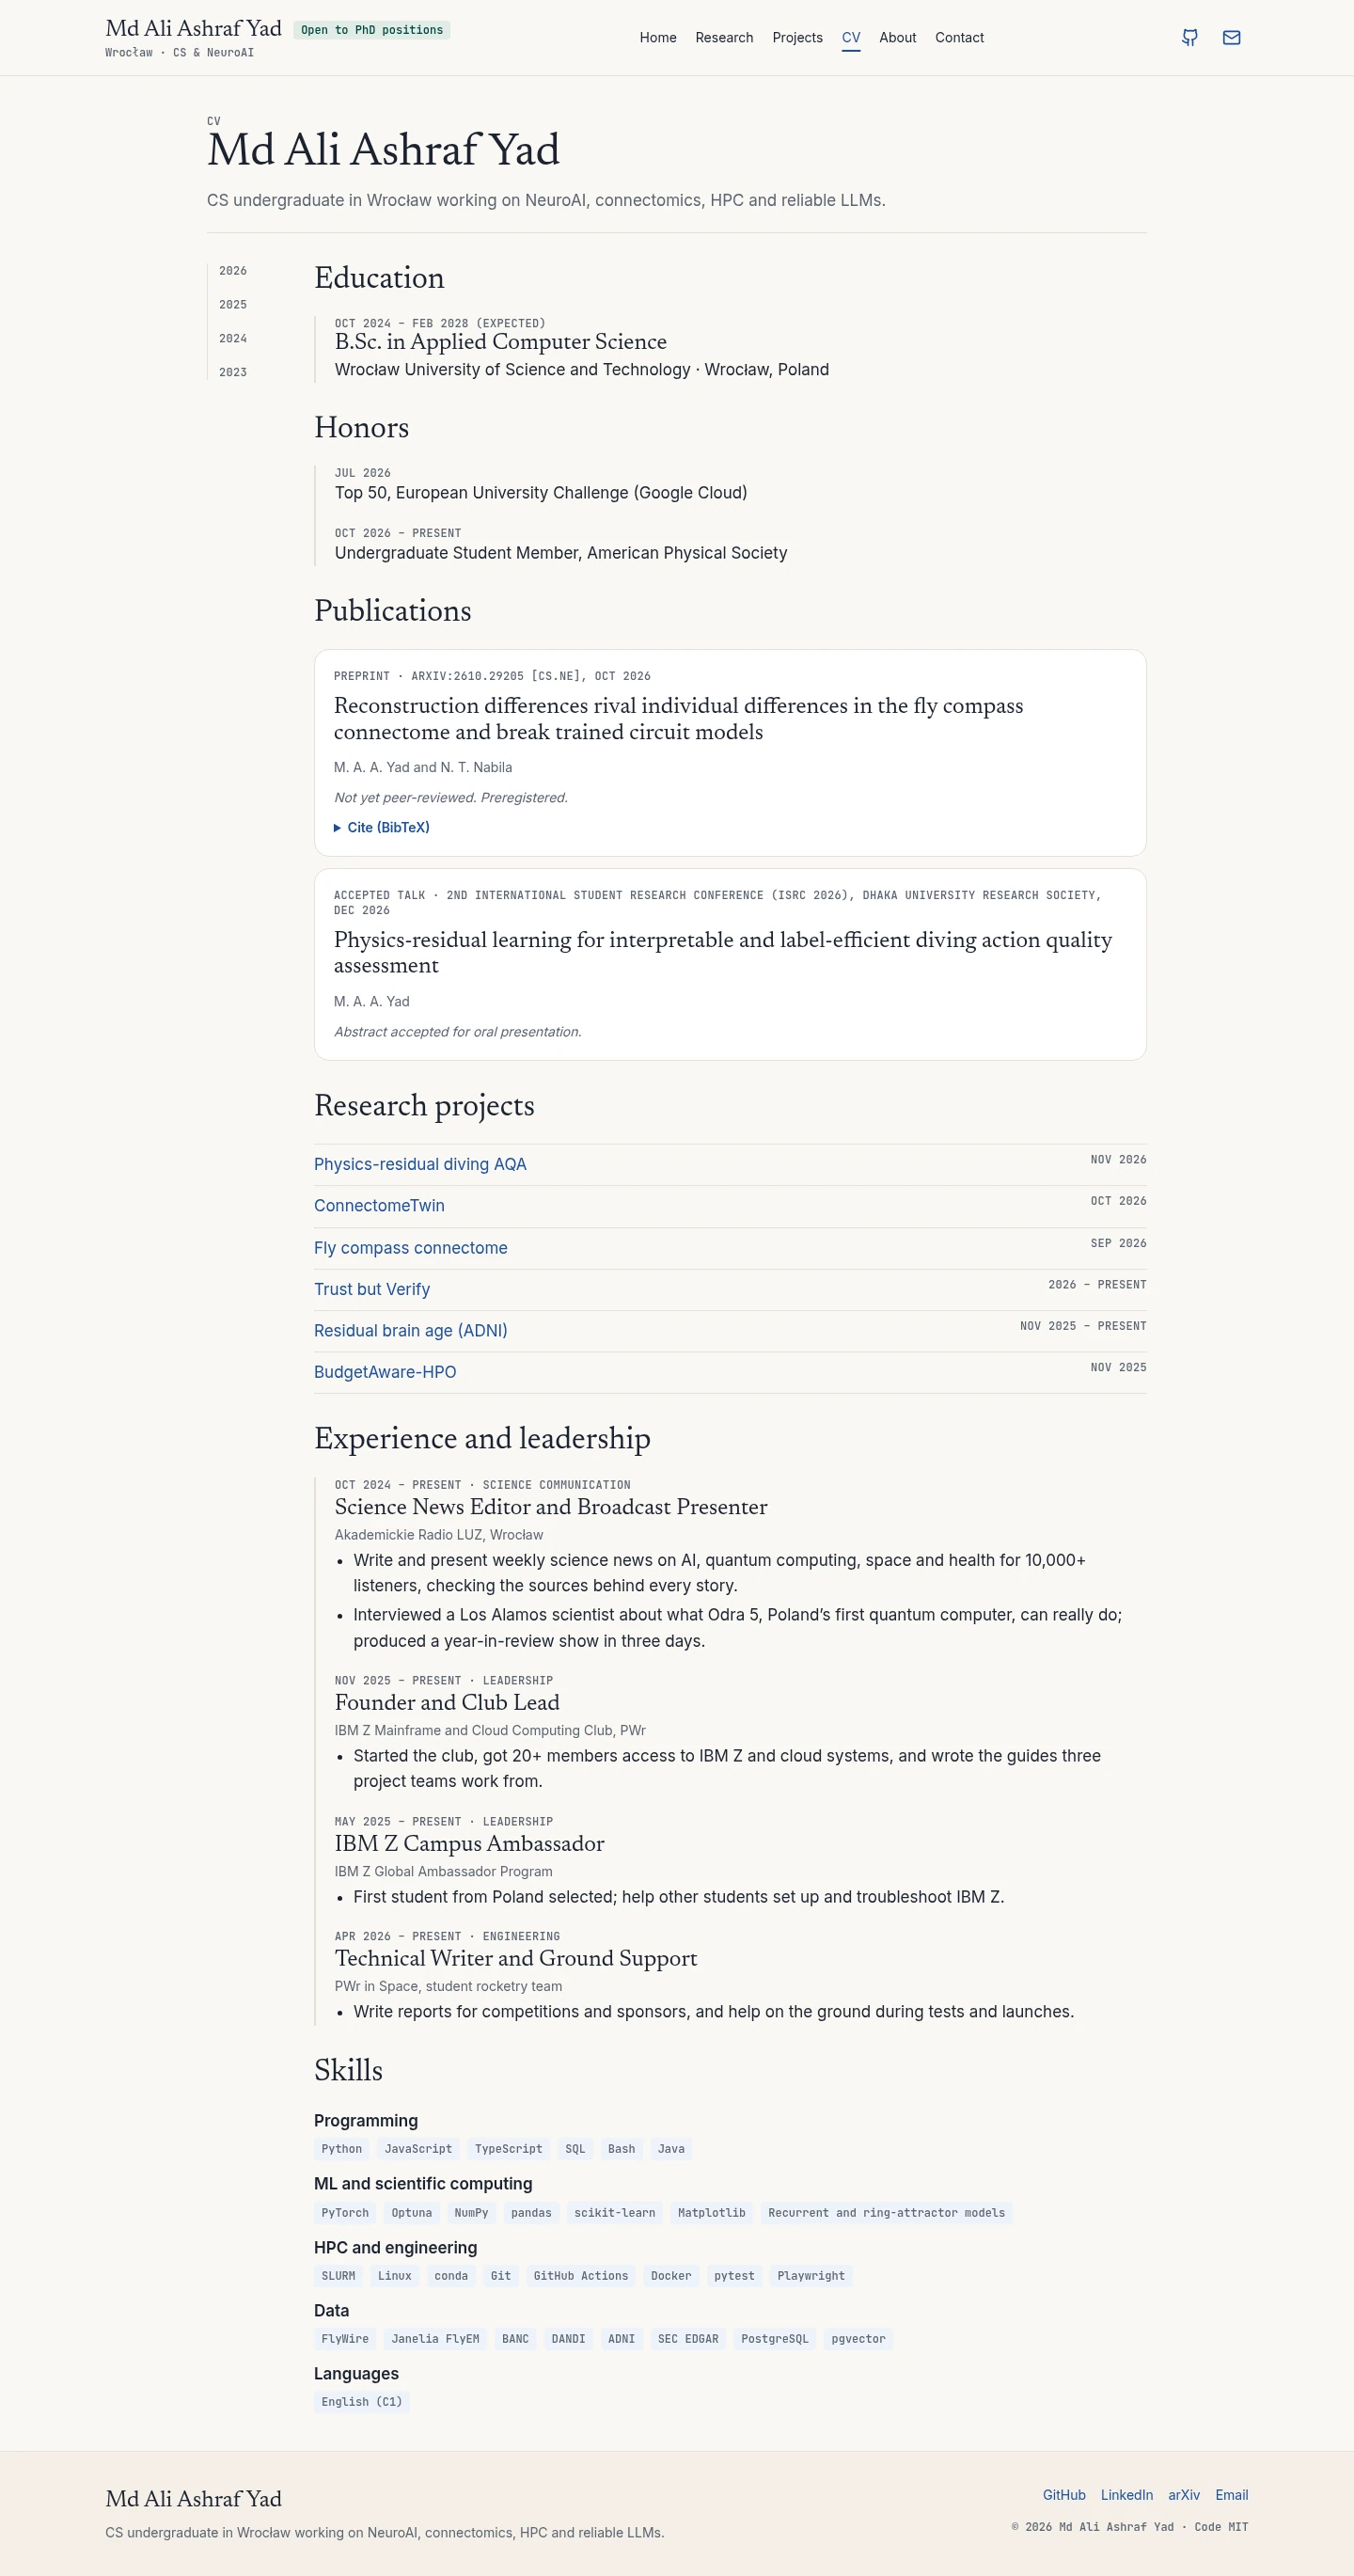 Md Ali Ashraf Yad
Open to PhD positions
Wrocław · CS & NeuroAI
Home
Research
Projects
CV
About
Contact
CV
Md Ali Ashraf Yad
CS undergraduate in Wrocław working on NeuroAI, connectomics, HPC and reliable LLMs.
2026
2025
2024
2023
Education
OCT 2024 – FEB 2028 (EXPECTED)
B.Sc. in Applied Computer Science
Wrocław University of Science and Technology · Wrocław, Poland
Honors
JUL 2026
Top 50, European University Challenge (Google Cloud)
OCT 2026 – PRESENT
Undergraduate Student Member, American Physical Society
Publications
PREPRINT · ARXIV:2610.29205 [CS.NE], OCT 2026
Reconstruction differences rival individual differences in the fly compass
connectome and break trained circuit models
M. A. A. Yad and N. T. Nabila
Not yet peer-reviewed. Preregistered.
Cite (BibTeX)
ACCEPTED TALK · 2ND INTERNATIONAL STUDENT RESEARCH CONFERENCE (ISRC 2026), DHAKA UNIVERSITY RESEARCH SOCIETY,
DEC 2026
Physics-residual learning for interpretable and label-efficient diving action quality
assessment
M. A. A. Yad
Abstract accepted for oral presentation.
Research projects
Physics-residual diving AQA
NOV 2026
ConnectomeTwin
OCT 2026
Fly compass connectome
SEP 2026
Trust but Verify
2026 – PRESENT
Residual brain age (ADNI)
NOV 2025 – PRESENT
BudgetAware-HPO
NOV 2025
Experience and leadership
OCT 2024 – PRESENT · SCIENCE COMMUNICATION
Science News Editor and Broadcast Presenter
Akademickie Radio LUZ, Wrocław
• Write and present weekly science news on AI, quantum computing, space and health for 10,000+
listeners, checking the sources behind every story.
• Interviewed a Los Alamos scientist about what Odra 5, Poland’s first quantum computer, can really do;
produced a year-in-review show in three days.
NOV 2025 – PRESENT · LEADERSHIP
Founder and Club Lead
IBM Z Mainframe and Cloud Computing Club, PWr
• Started the club, got 20+ members access to IBM Z and cloud systems, and wrote the guides three
project teams work from.
MAY 2025 – PRESENT · LEADERSHIP
IBM Z Campus Ambassador
IBM Z Global Ambassador Program
• First student from Poland selected; help other students set up and troubleshoot IBM Z.
APR 2026 – PRESENT · ENGINEERING
Technical Writer and Ground Support
PWr in Space, student rocketry team
• Write reports for competitions and sponsors, and help on the ground during tests and launches.
Skills
Programming
Python JavaScript TypeScript SQL Bash Java
ML and scientific computing
PyTorch Optuna NumPy pandas scikit-learn Matplotlib Recurrent and ring-attractor models
HPC and engineering
SLURM Linux conda Git GitHub Actions Docker pytest Playwright
Data
FlyWire Janelia FlyEM BANC DANDI ADNI SEC EDGAR PostgreSQL pgvector
Languages
English (C1)
Md Ali Ashraf Yad
CS undergraduate in Wrocław working on NeuroAI, connectomics, HPC and reliable LLMs.
GitHub LinkedIn arXiv Email
© 2026 Md Ali Ashraf Yad · Code MIT